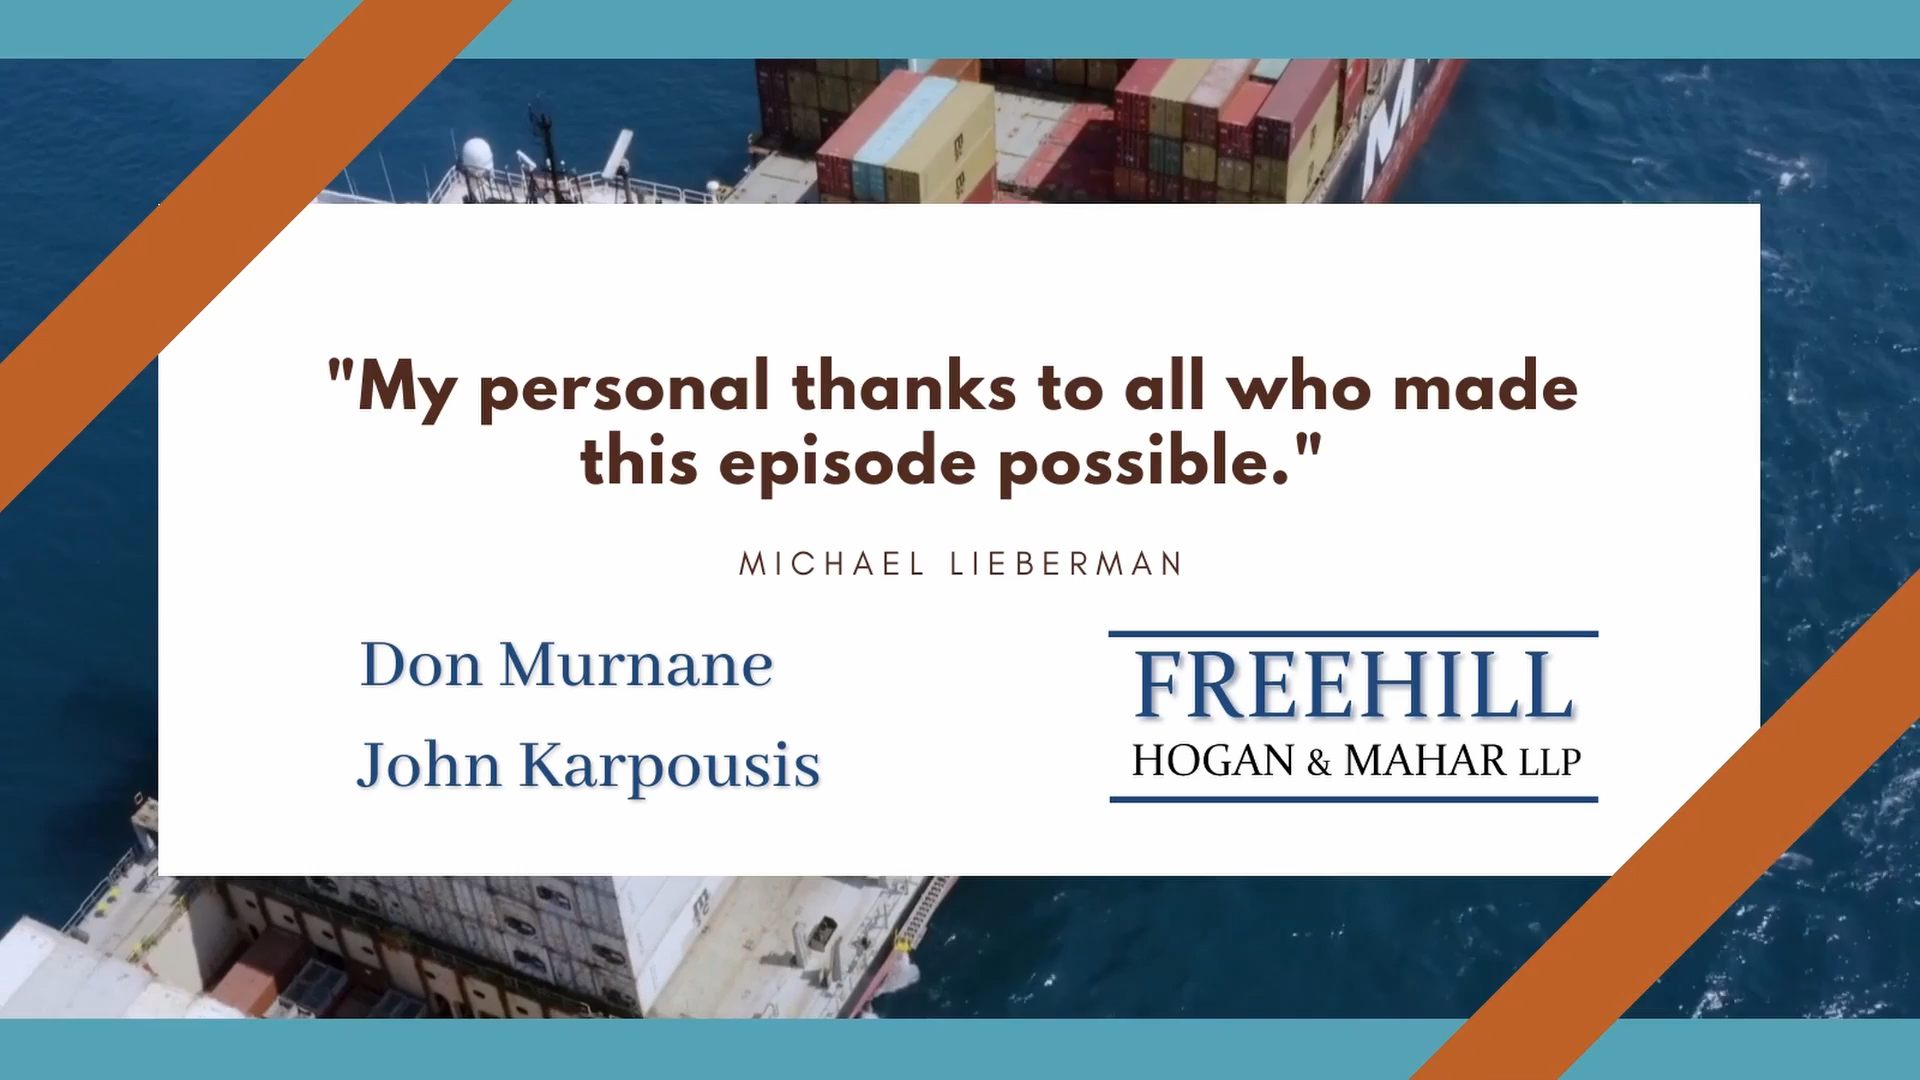 "My personal thanks to all who made
this episode possible."
MICHAEL LIEBERMAN
Don Murnane
John Karpousis
FREEHILL
HOGAN & MAHAR LLP